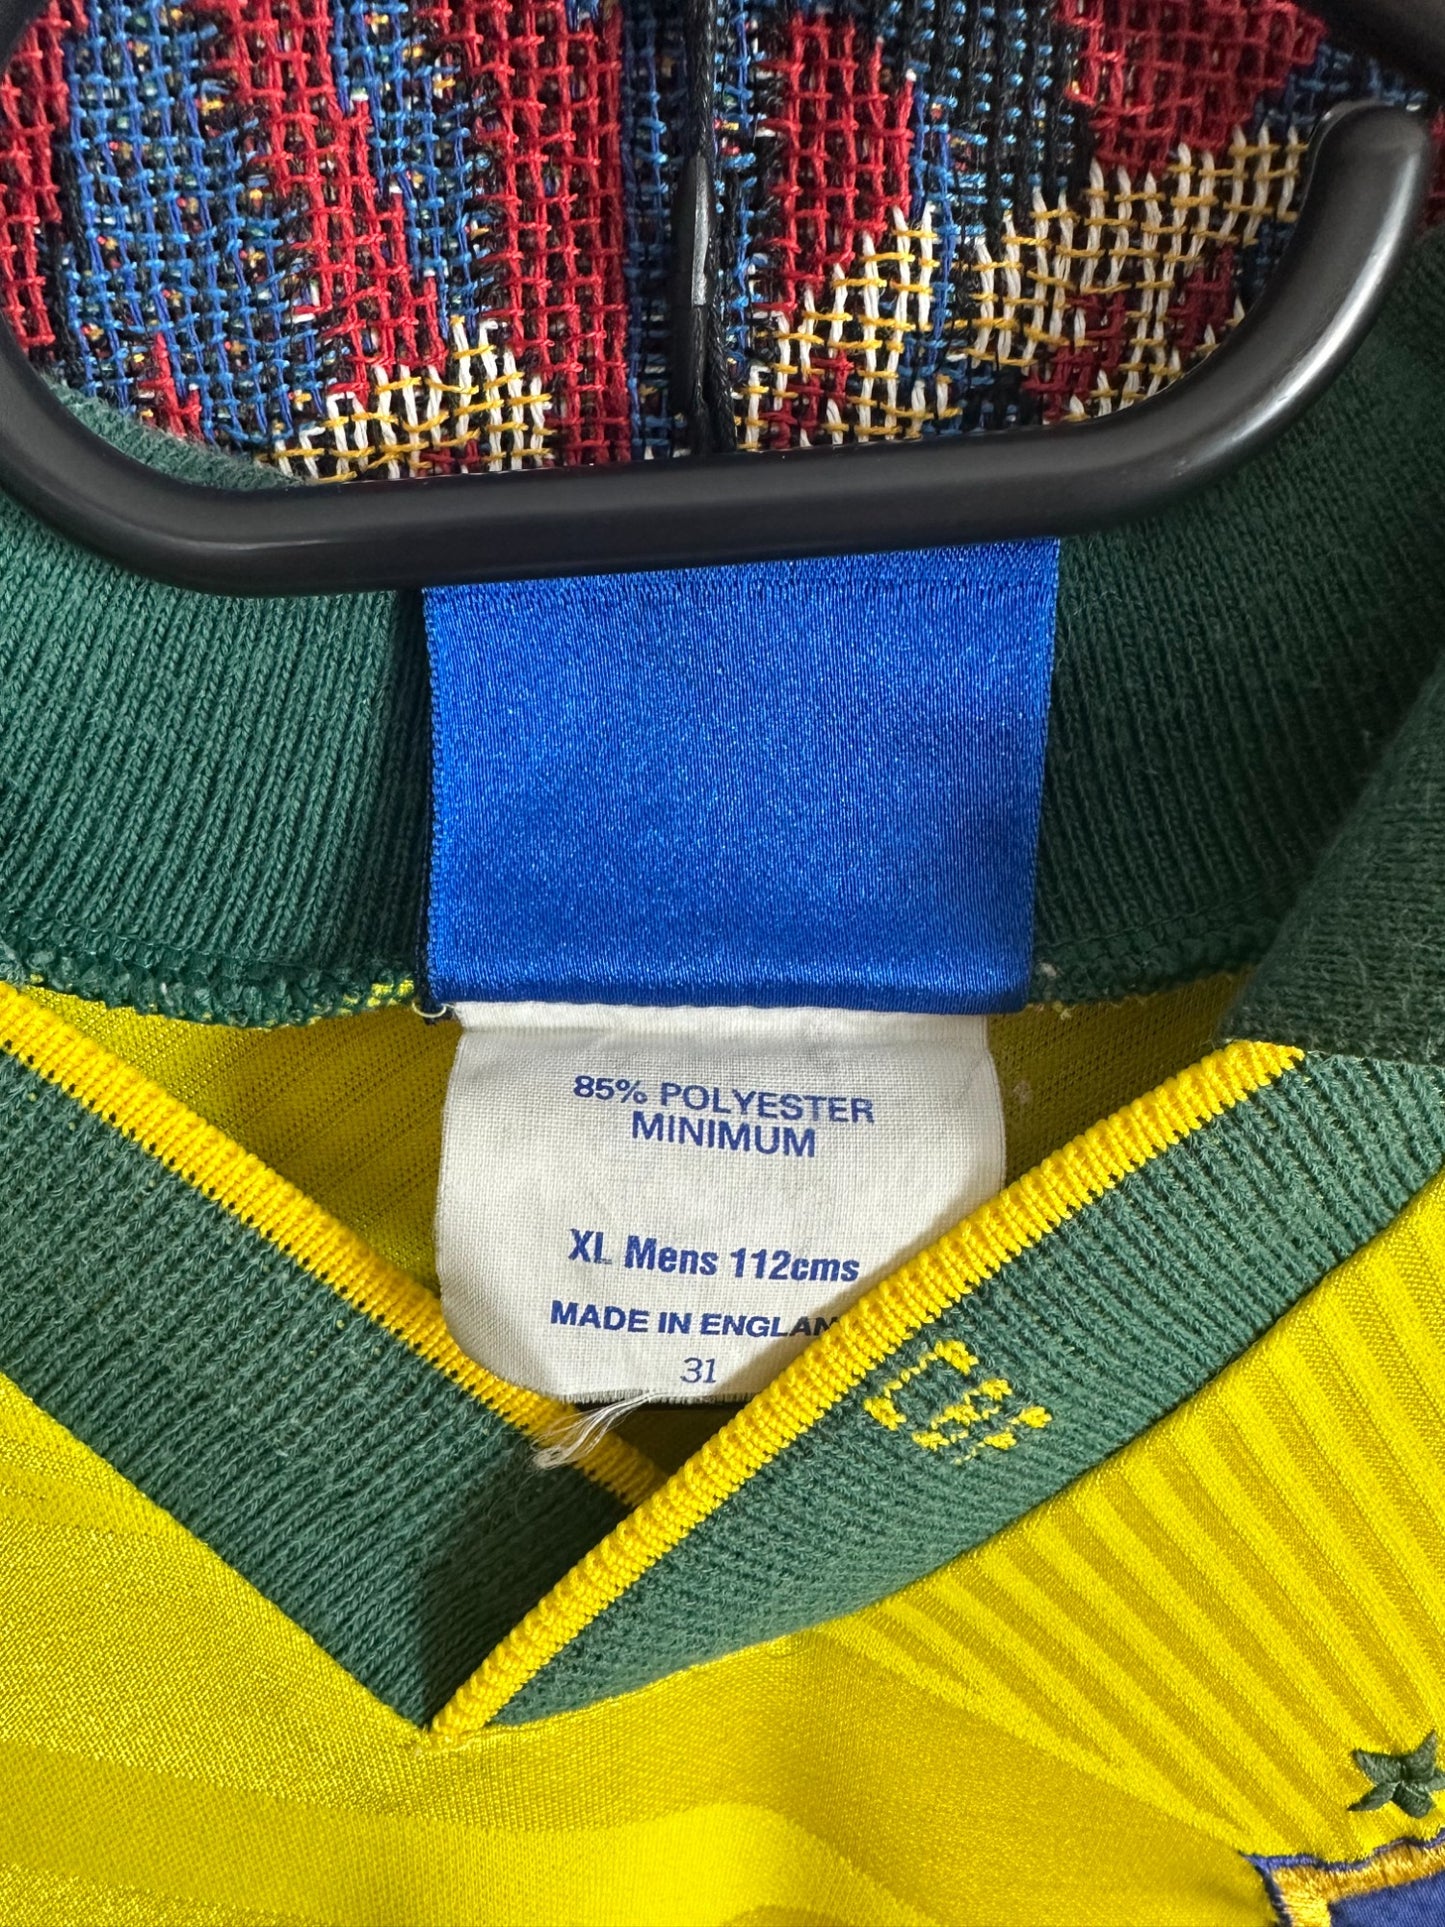 85% POLYESTER
MINIMUM
XL Mens 112cms
MADE IN ENGLAN
31